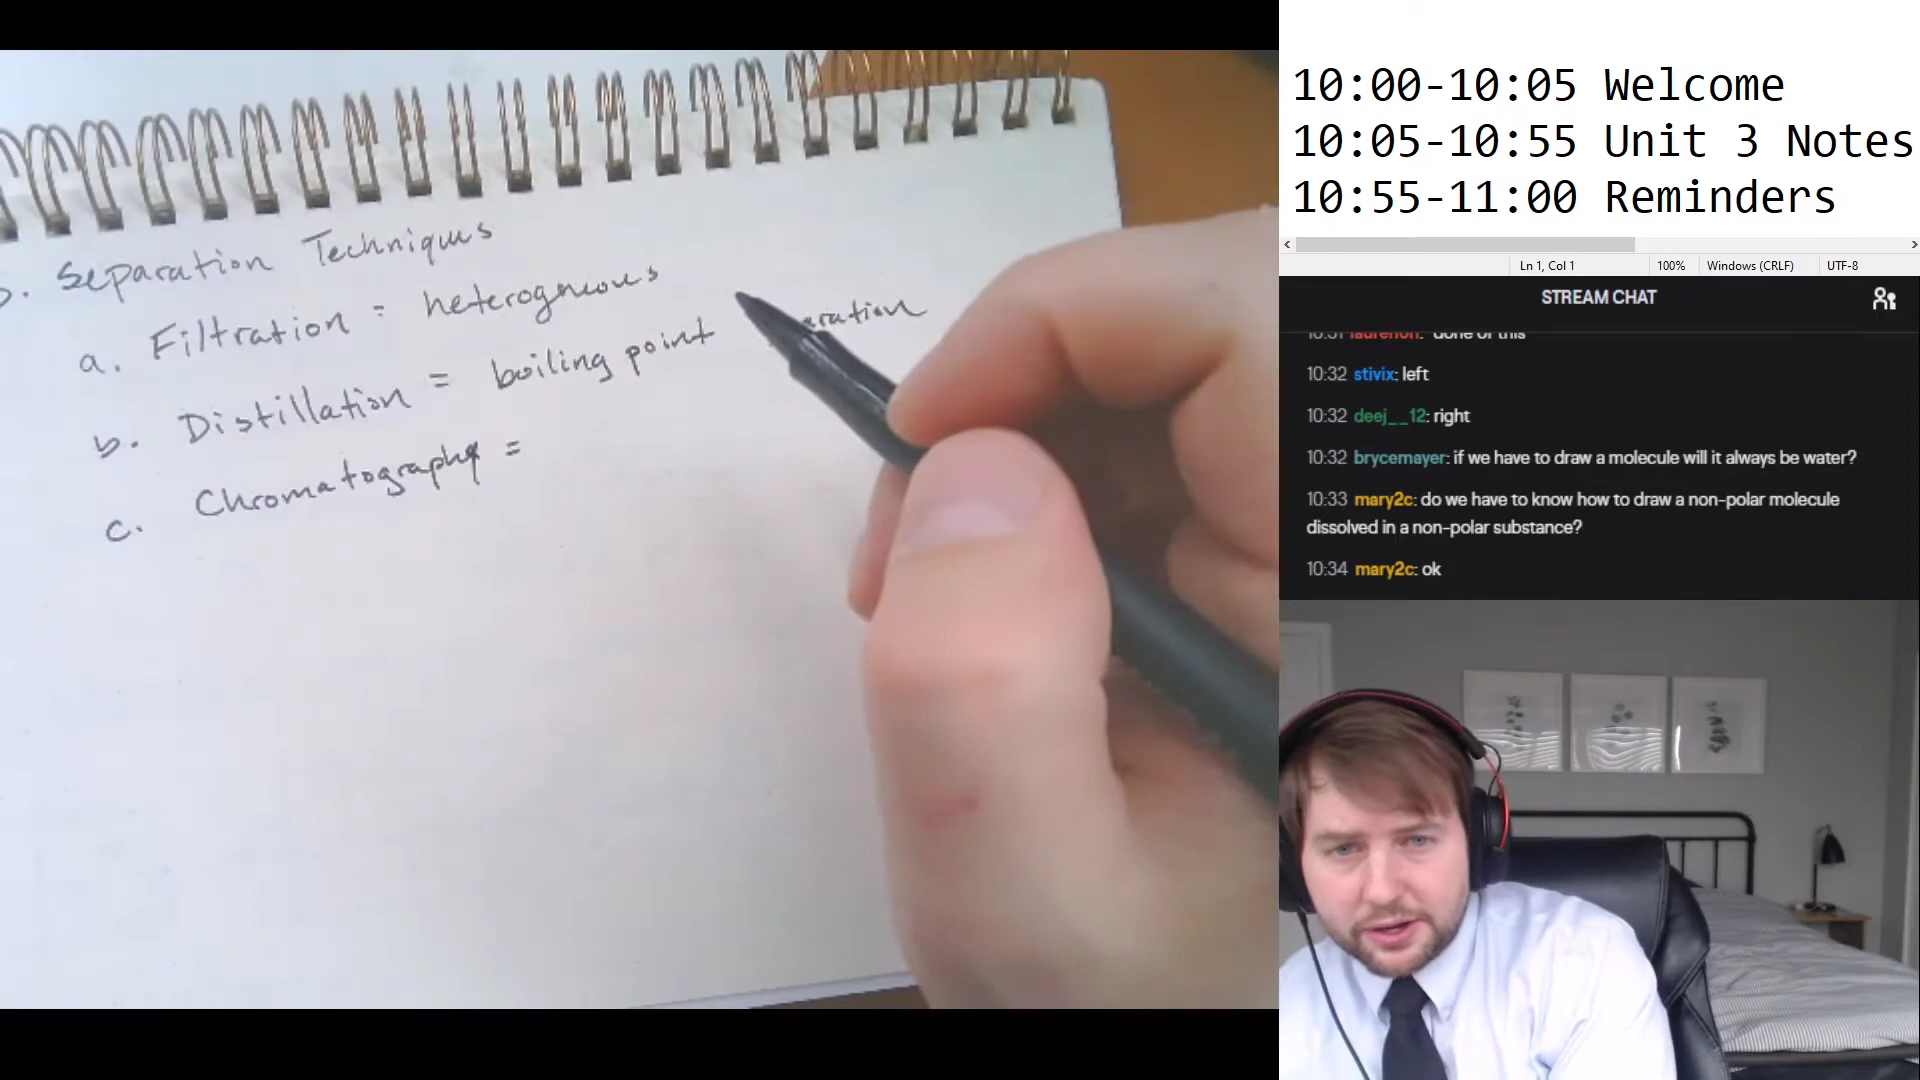 Separation Techniques
a. Filtration = heterogneous
b. Distillation = boiling point
c. Chromatography =
10:00-10:05 Welcome
10:05-10:55 Unit 3 Notes
10:55-11:00 Reminders
Ln 1, Col 1 100% Windows (CRLF) UTF-8
STREAM CHAT
10:32 stivix: left
10:32 deej__12: right
10:32 brycemayer: if we have to draw a molecule will it always be water?
10:33 mary2c: do we have to know how to draw a non-polar molecule
dissolved in a non-polar substance?
10:34 mary2c: ok